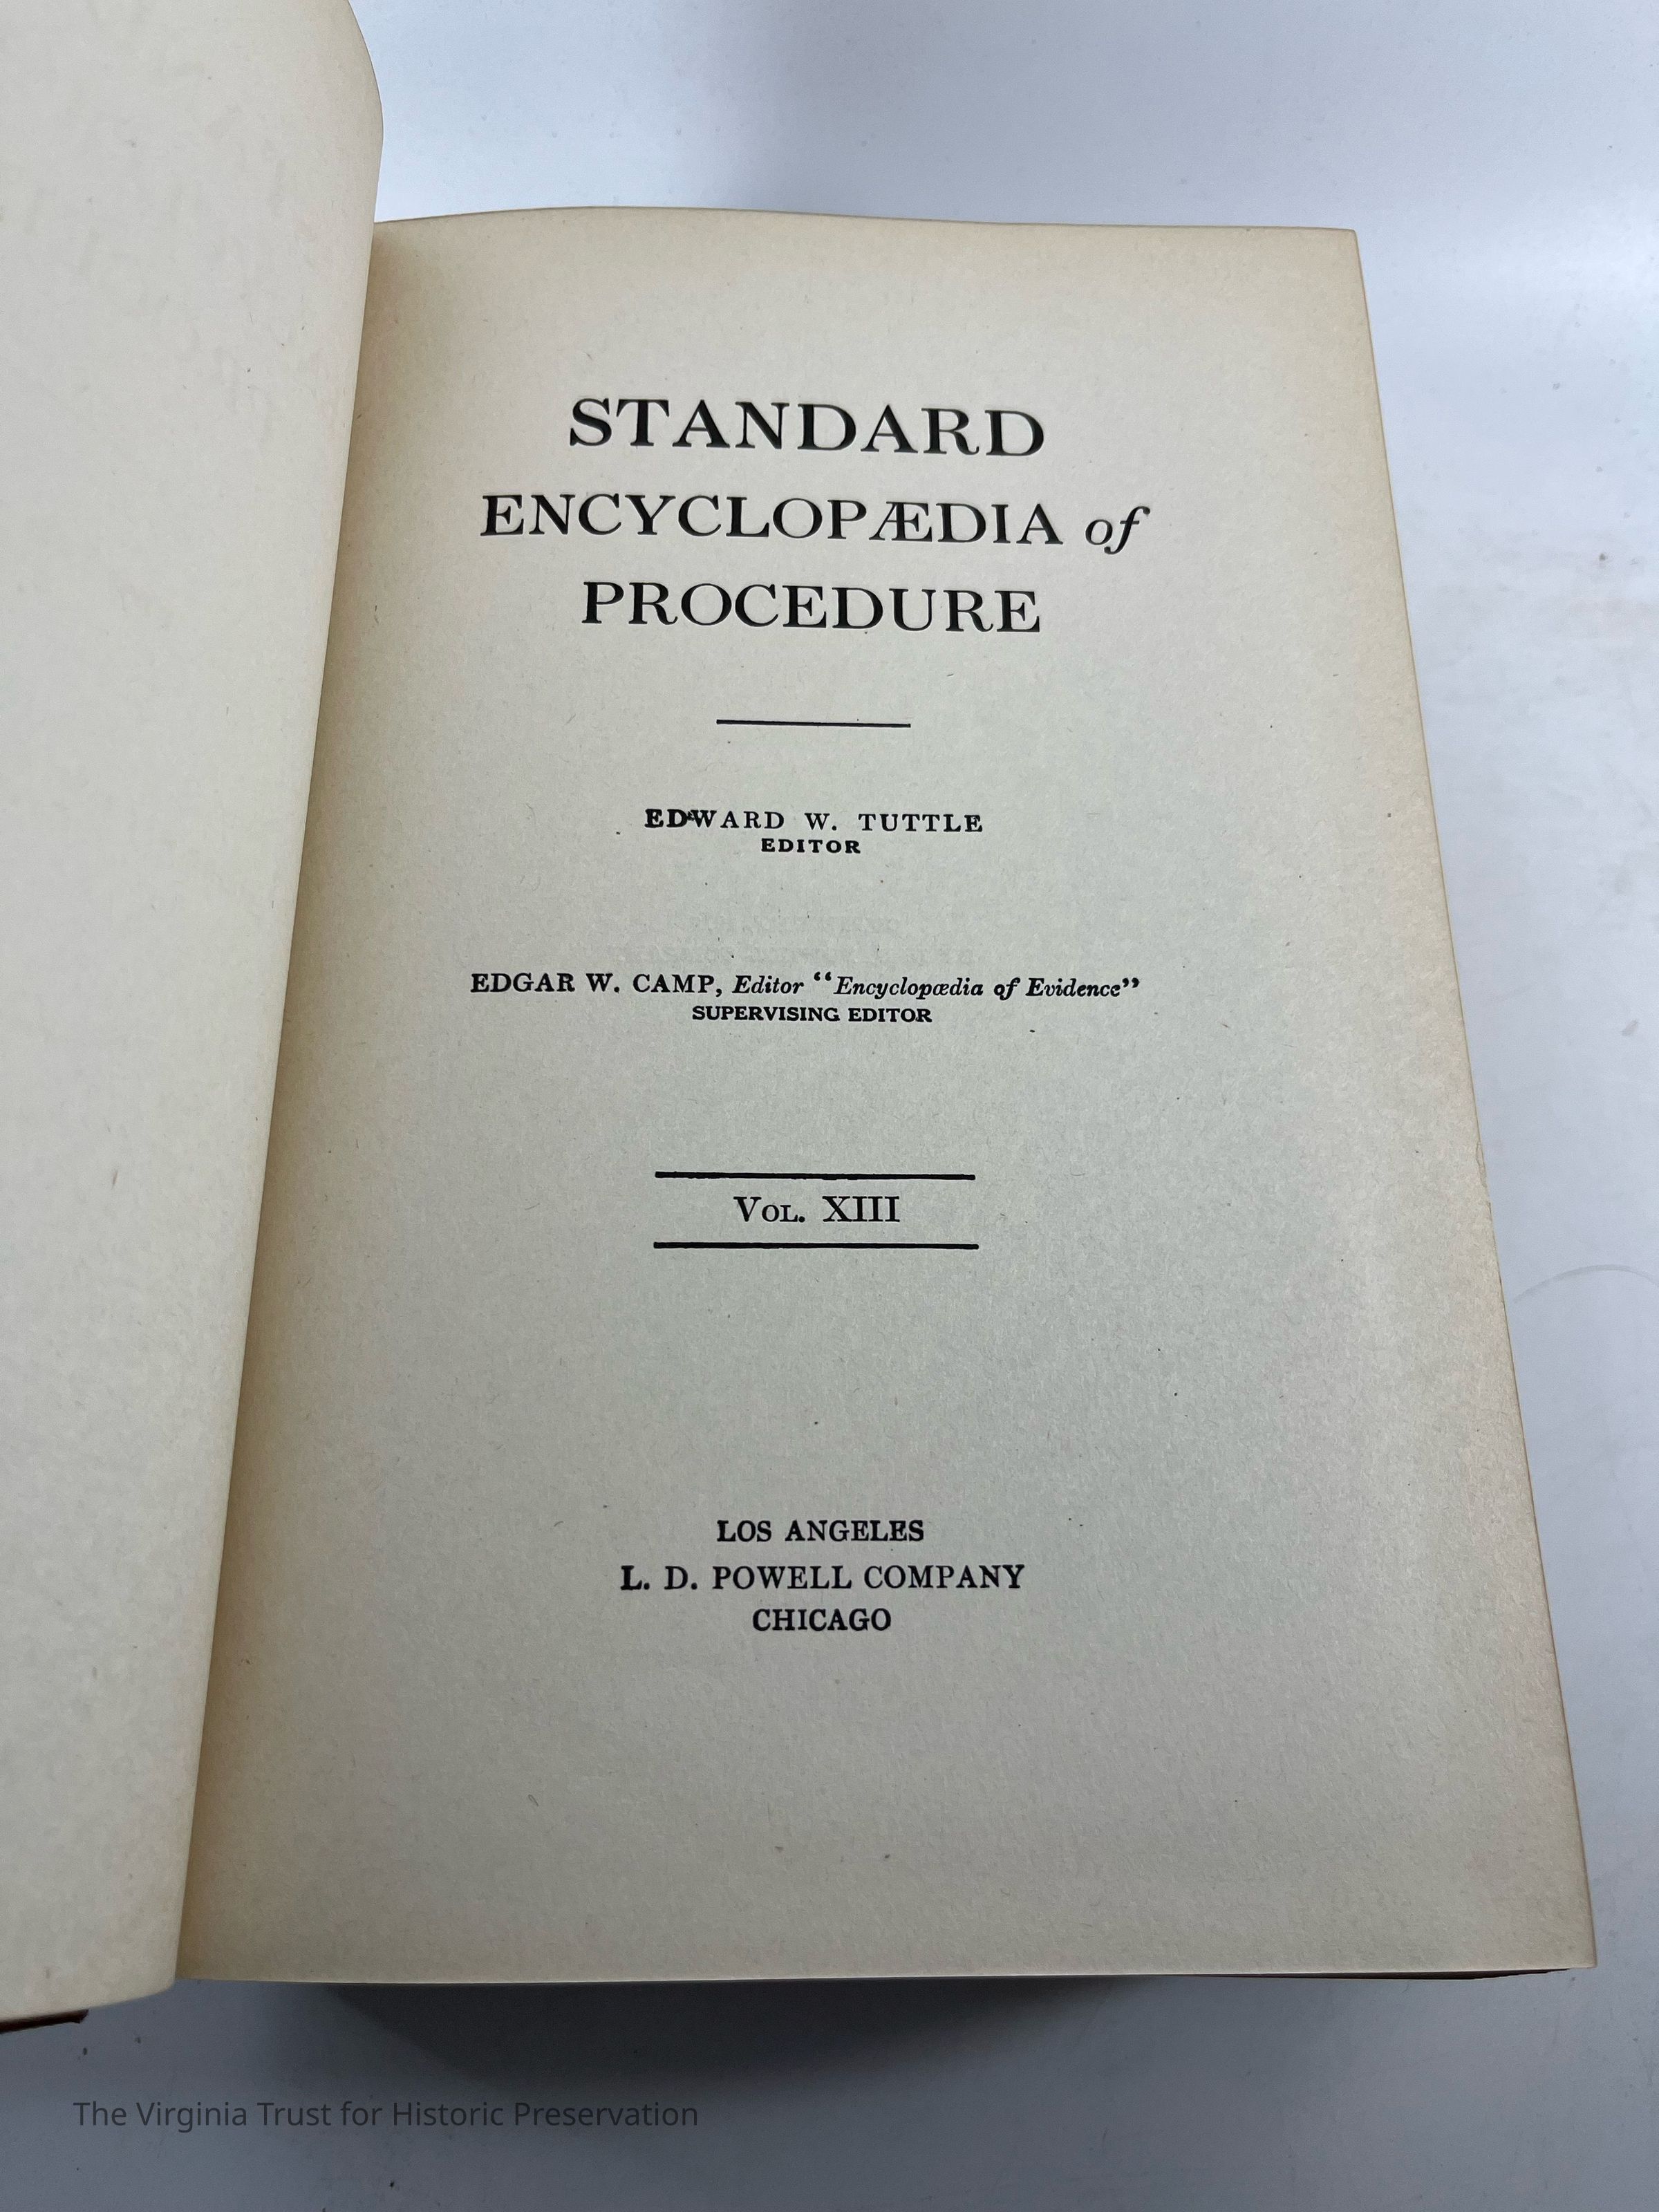 STANDARD
ENCYCLOPÆDIA of
PROCEDURE
EDWARD W. TUTTLE
EDITOR
EDGAR W. CAMP, Editor “Encyclopædia of Evidence”
SUPERVISING EDITOR
VOL. XIII
LOS ANGELES
L. D. POWELL COMPANY
CHICAGO
The Virginia Trust for Historic Preservation